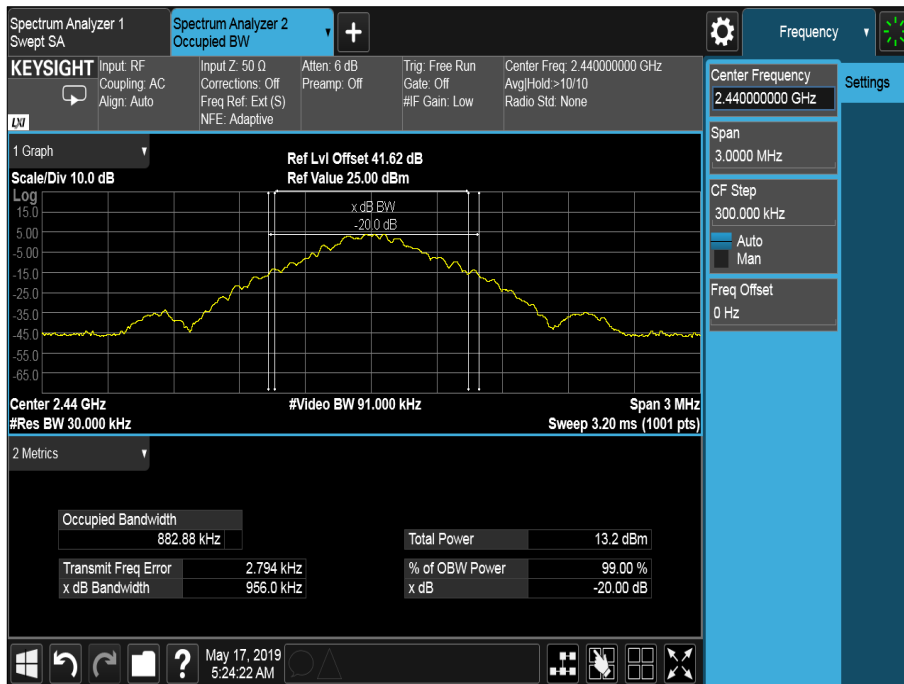 Spectrum Analyzer 1
Swept SA
Spectrum Analyzer 2
Occupied BW
Frequency
KEYSIGHT
LXI
Input: RF
Coupling: AC
Align: Auto
Input Z: 50 Ω
Corrections: Off
Freq Ref: Ext (S)
NFE: Adaptive
Atten: 6 dB
Preamp: Off
Trig: Free Run
Gate: Off
#IF Gain: Low
Center Freq: 2.440000000 GHz
Avg|Hold:>10/10
Radio Std: None
Center Frequency
2.440000000 GHz
Settings
Span
3.0000 MHz
CF Step
300.000 kHz
Auto
Man
Freq Offset
0 Hz
1 Graph
Scale/Div 10.0 dB
Ref Lvl Offset 41.62 dB
Ref Value 25.00 dBm
Log
15.0
5.00
-5.00
-15.0
-25.0
-35.0
-45.0
-55.0
-65.0
x dB BW
-20.0 dB
Center 2.44 GHz
#Video BW 91.000 kHz
Span 3 MHz
#Res BW 30.000 kHz
Sweep 3.20 ms (1001 pts)
2 Metrics
Occupied Bandwidth
882.88 kHz
Total Power 13.2 dBm
Transmit Freq Error 2.794 kHz
% of OBW Power 99.00 %
x dB Bandwidth 956.0 kHz
x dB -20.00 dB
?
May 17, 2019
5:24:22 AM